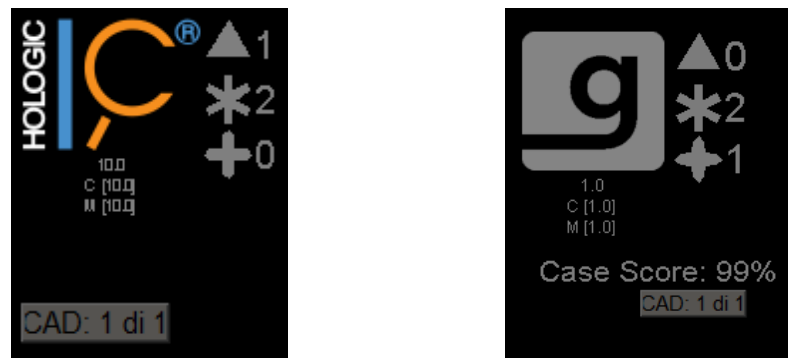 HOLOGIC
C®
1
2
0
10.0
C [10.0]
M [10.0]
CAD: 1 di 1
g
0
2
1
1.0
C [1.0]
M [1.0]
Case Score: 99%
CAD: 1 di 1